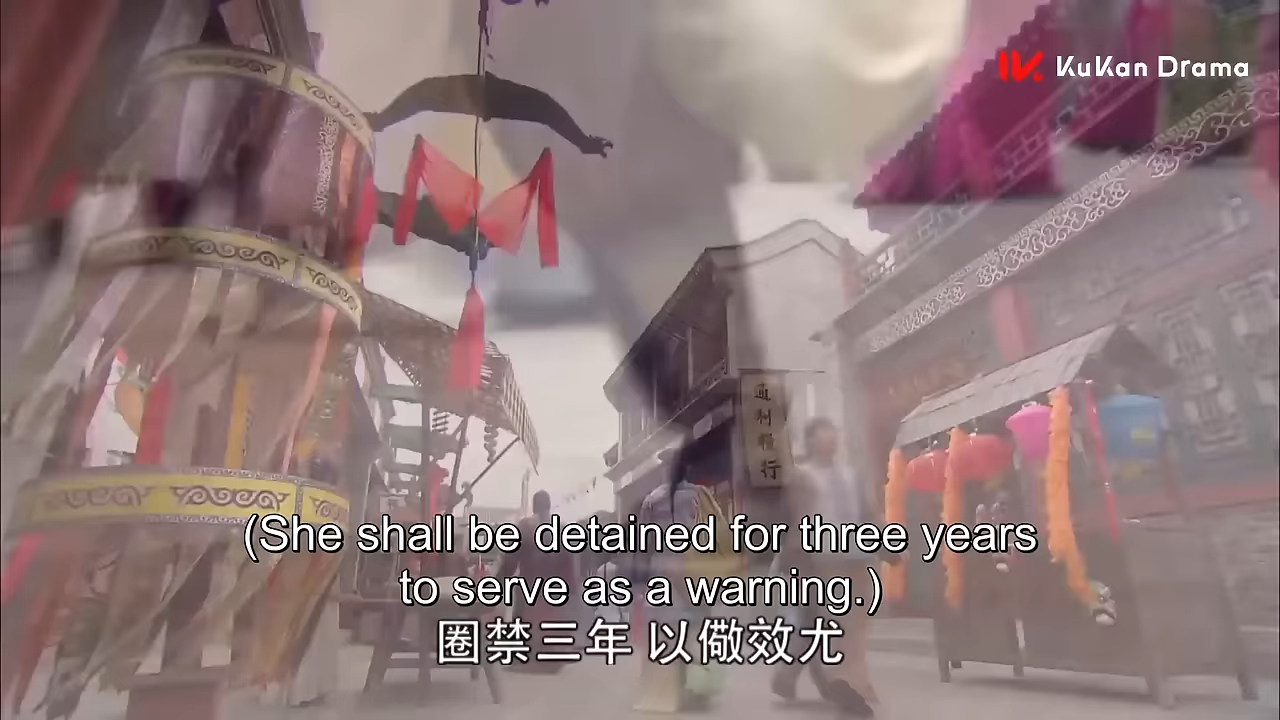 KuKan Drama
通利糧行
(She shall be detained for three years
to serve as a warning.)
圈禁三年 以儆效尤